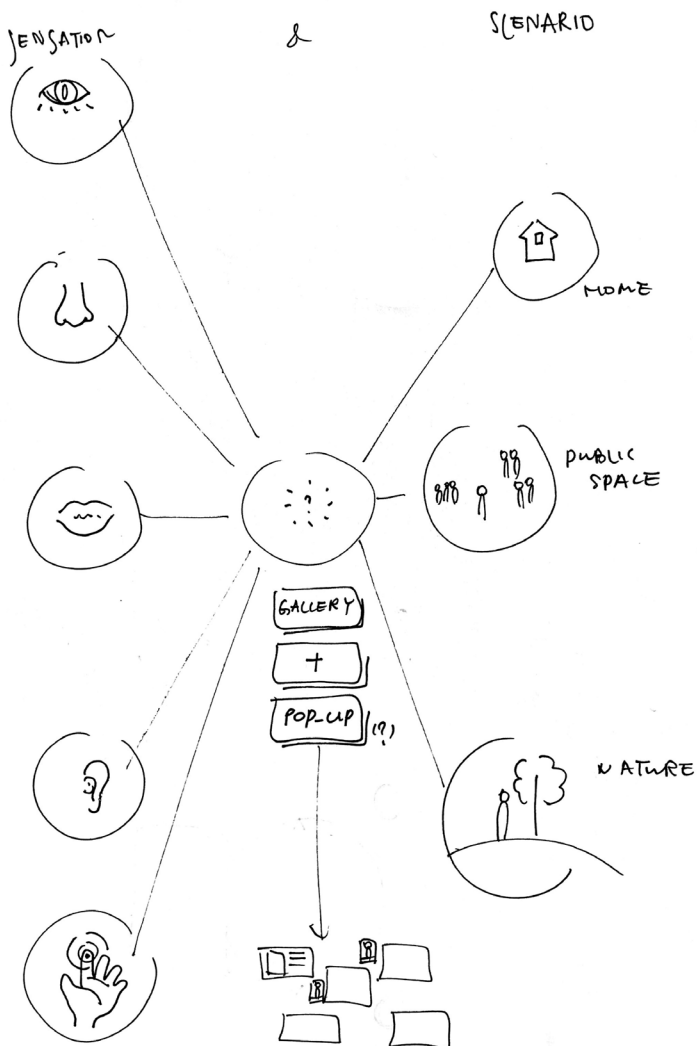 SENSATION & SCENARIO
HOME
PUBLIC
SPACE
?
GALLERY
+
POP-UP (?)
NATURE